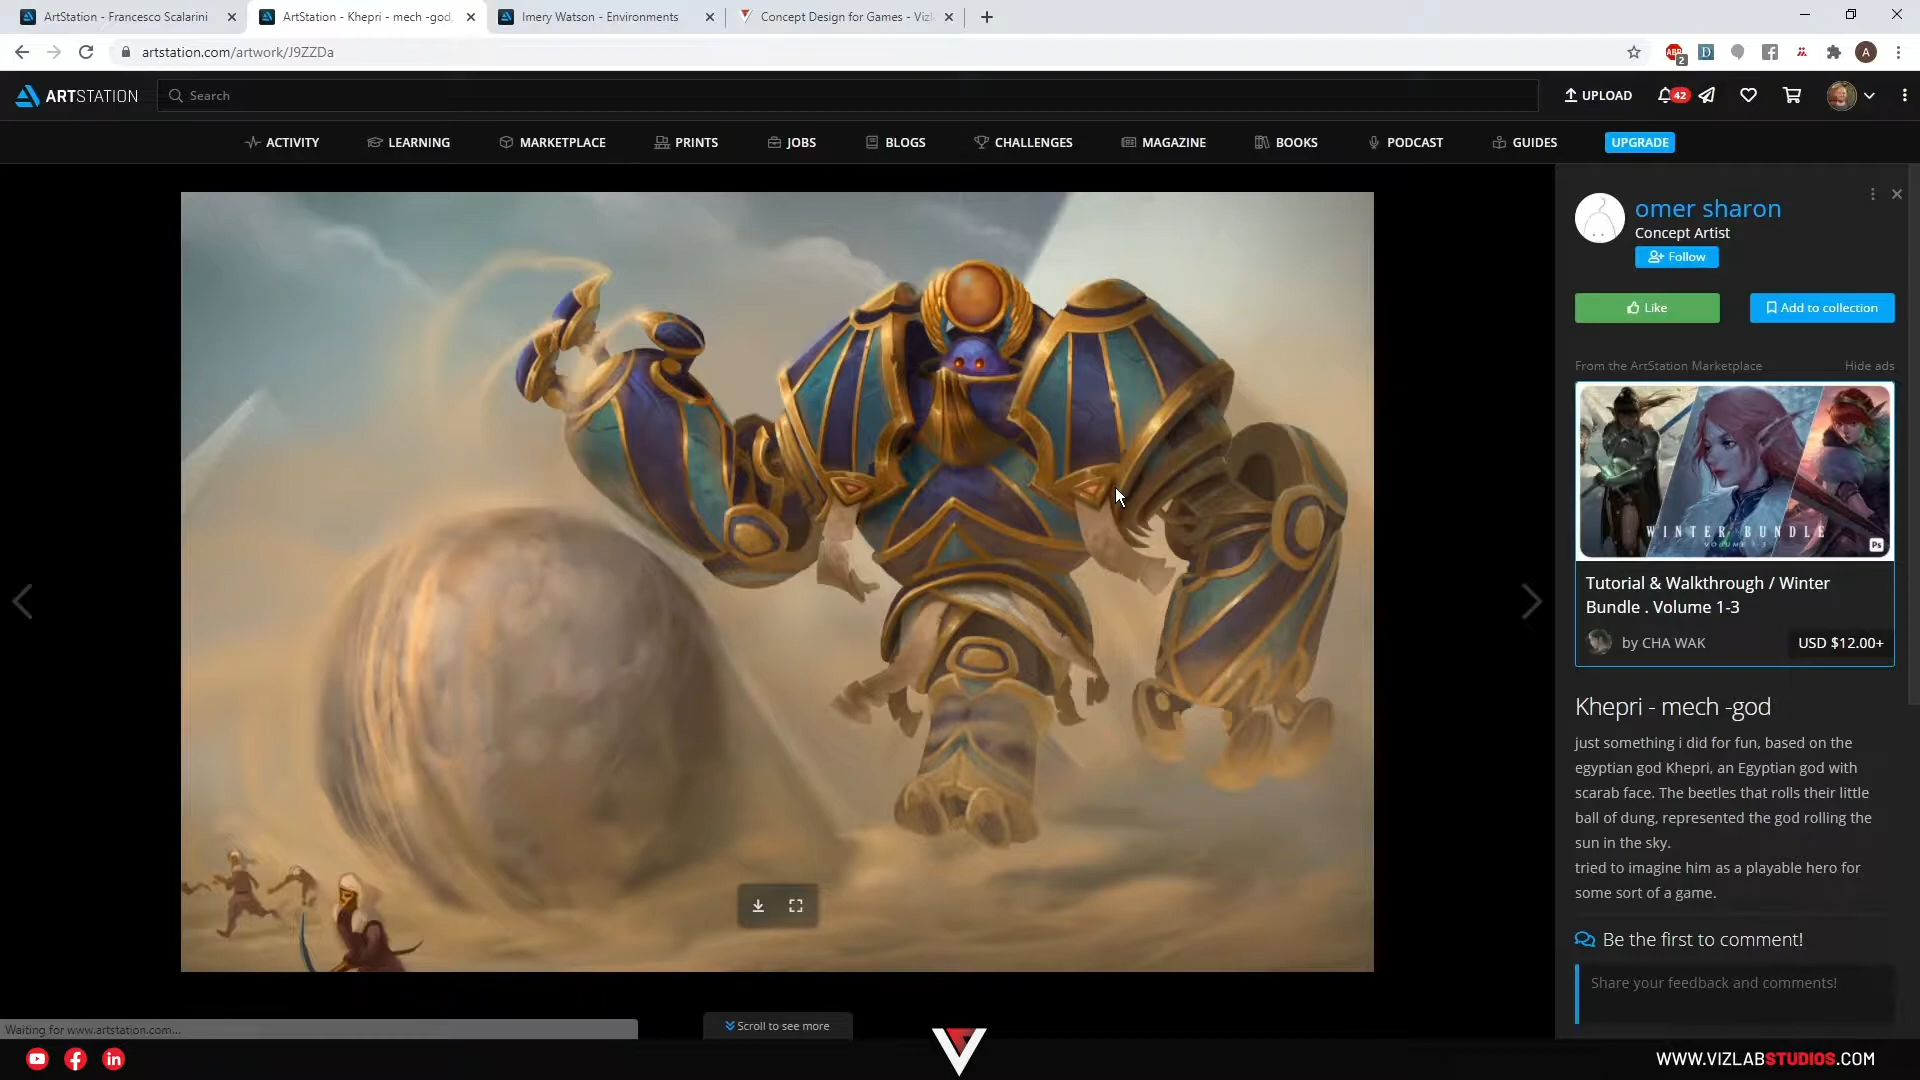 ArtStation - Francesco Scalarini
ArtStation - Khepri - mech -god,
Imery Watson - Environments
Concept Design for Games - Vizl
artstation.com/artwork/J9ZZDa
ABP
2
D
A
ARTSTATION
Search
UPLOAD
42
ACTIVITY
LEARNING
MARKETPLACE
PRINTS
JOBS
BLOGS
CHALLENGES
MAGAZINE
BOOKS
PODCAST
GUIDES
UPGRADE
omer sharon
Concept Artist
Follow
Like
Add to collection
From the ArtStation Marketplace
Hide ads
WINTER BUNDLE
VOLUME 1-3
Ps
Tutorial & Walkthrough / Winter
Bundle . Volume 1-3
by CHA WAK
USD $12.00+
Khepri - mech -god
just something i did for fun, based on the
egyptian god Khepri, an Egyptian god with
scarab face. The beetles that rolls their little
ball of dung, represented the god rolling the
sun in the sky.
tried to imagine him as a playable hero for
some sort of a game.
Be the first to comment!
Share your feedback and comments!
Waiting for www.artstation.com...
Scroll to see more
WWW.VIZLABSTUDIOS.COM